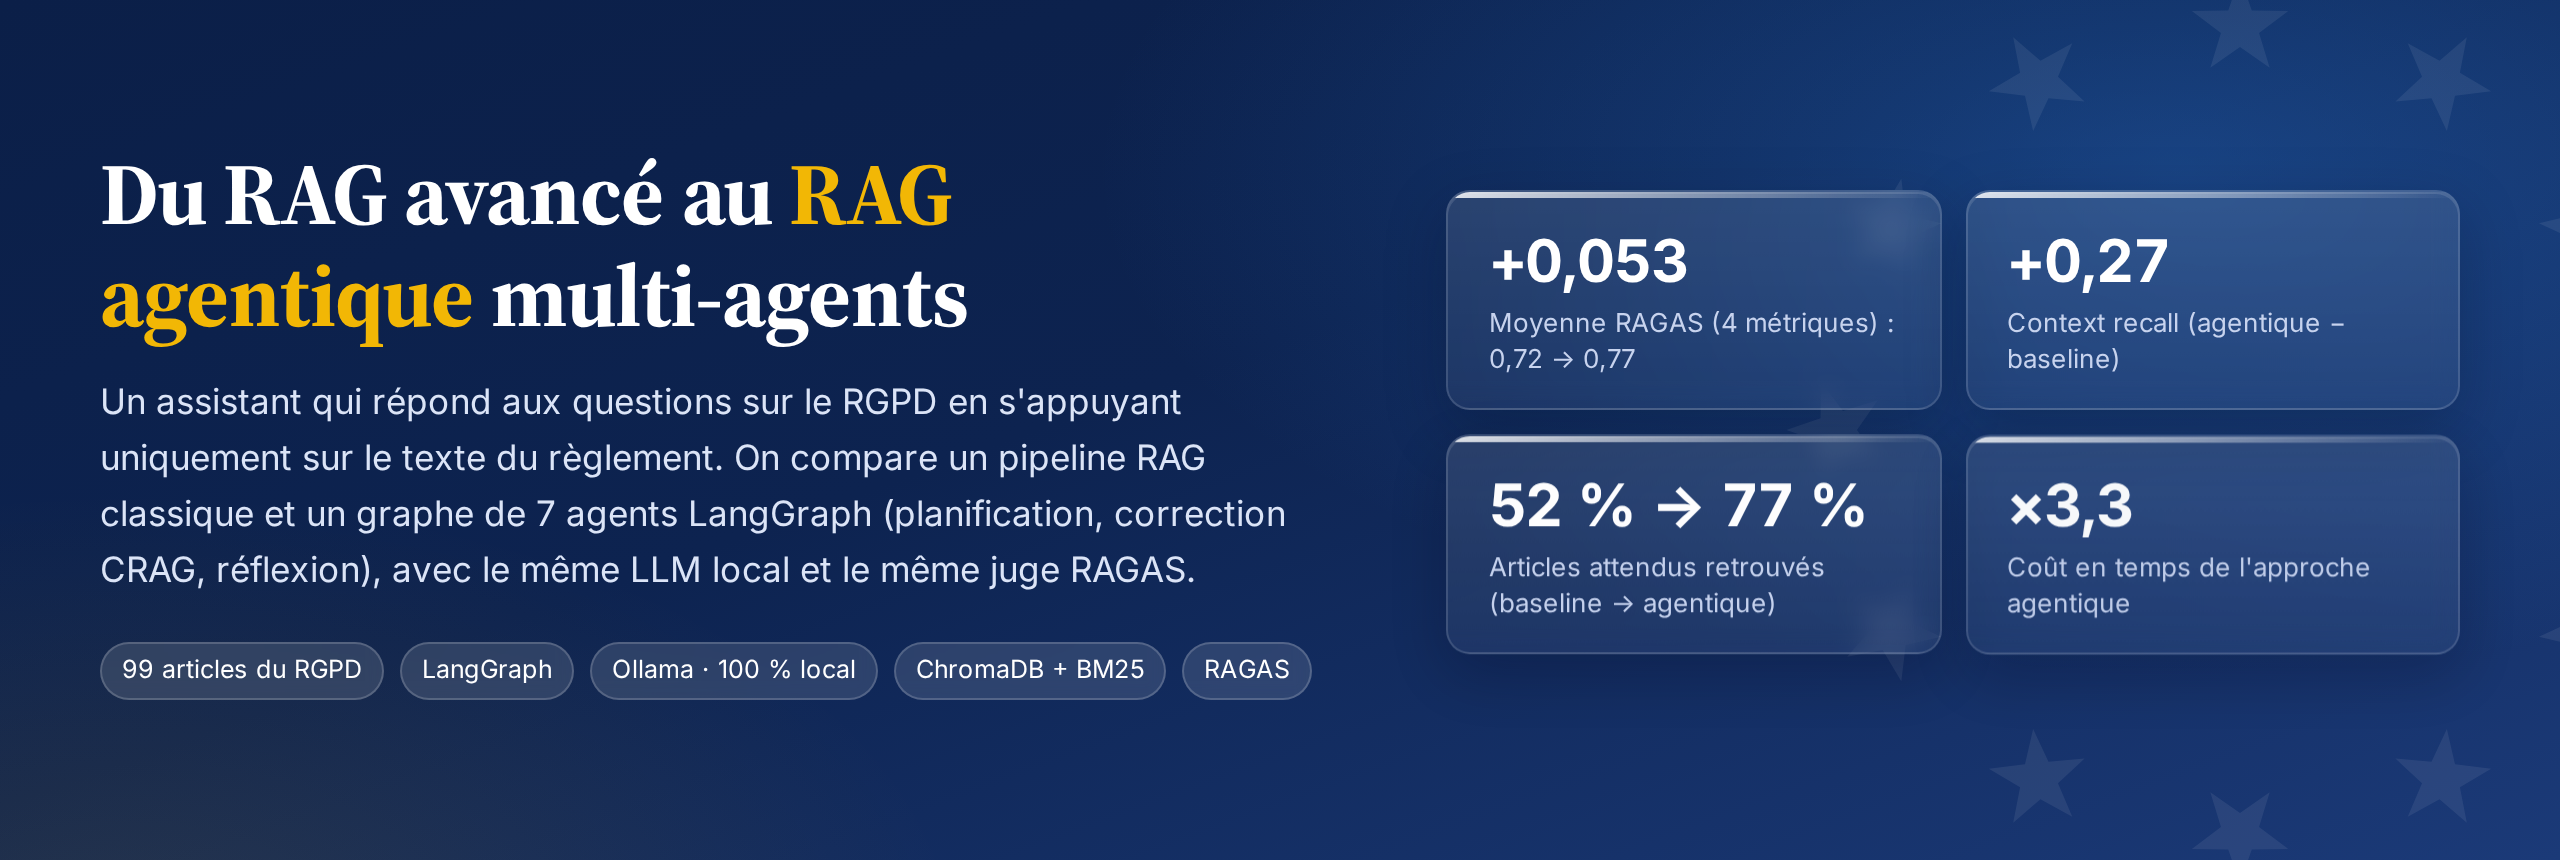 Du RAG avancé au RAG
agentique multi-agents
Un assistant qui répond aux questions sur le RGPD en s'appuyant
uniquement sur le texte du règlement. On compare un pipeline RAG
classique et un graphe de 7 agents LangGraph (planification, correction
CRAG, réflexion), avec le même LLM local et le même juge RAGAS.
99 articles du RGPD
LangGraph
Ollama · 100 % local
ChromaDB + BM25
RAGAS
+0,053
Moyenne RAGAS (4 métriques) :
0,72 → 0,77
+0,27
Context recall (agentique −
baseline)
52 % → 77 %
Articles attendus retrouvés
(baseline → agentique)
×3,3
Coût en temps de l'approche
agentique